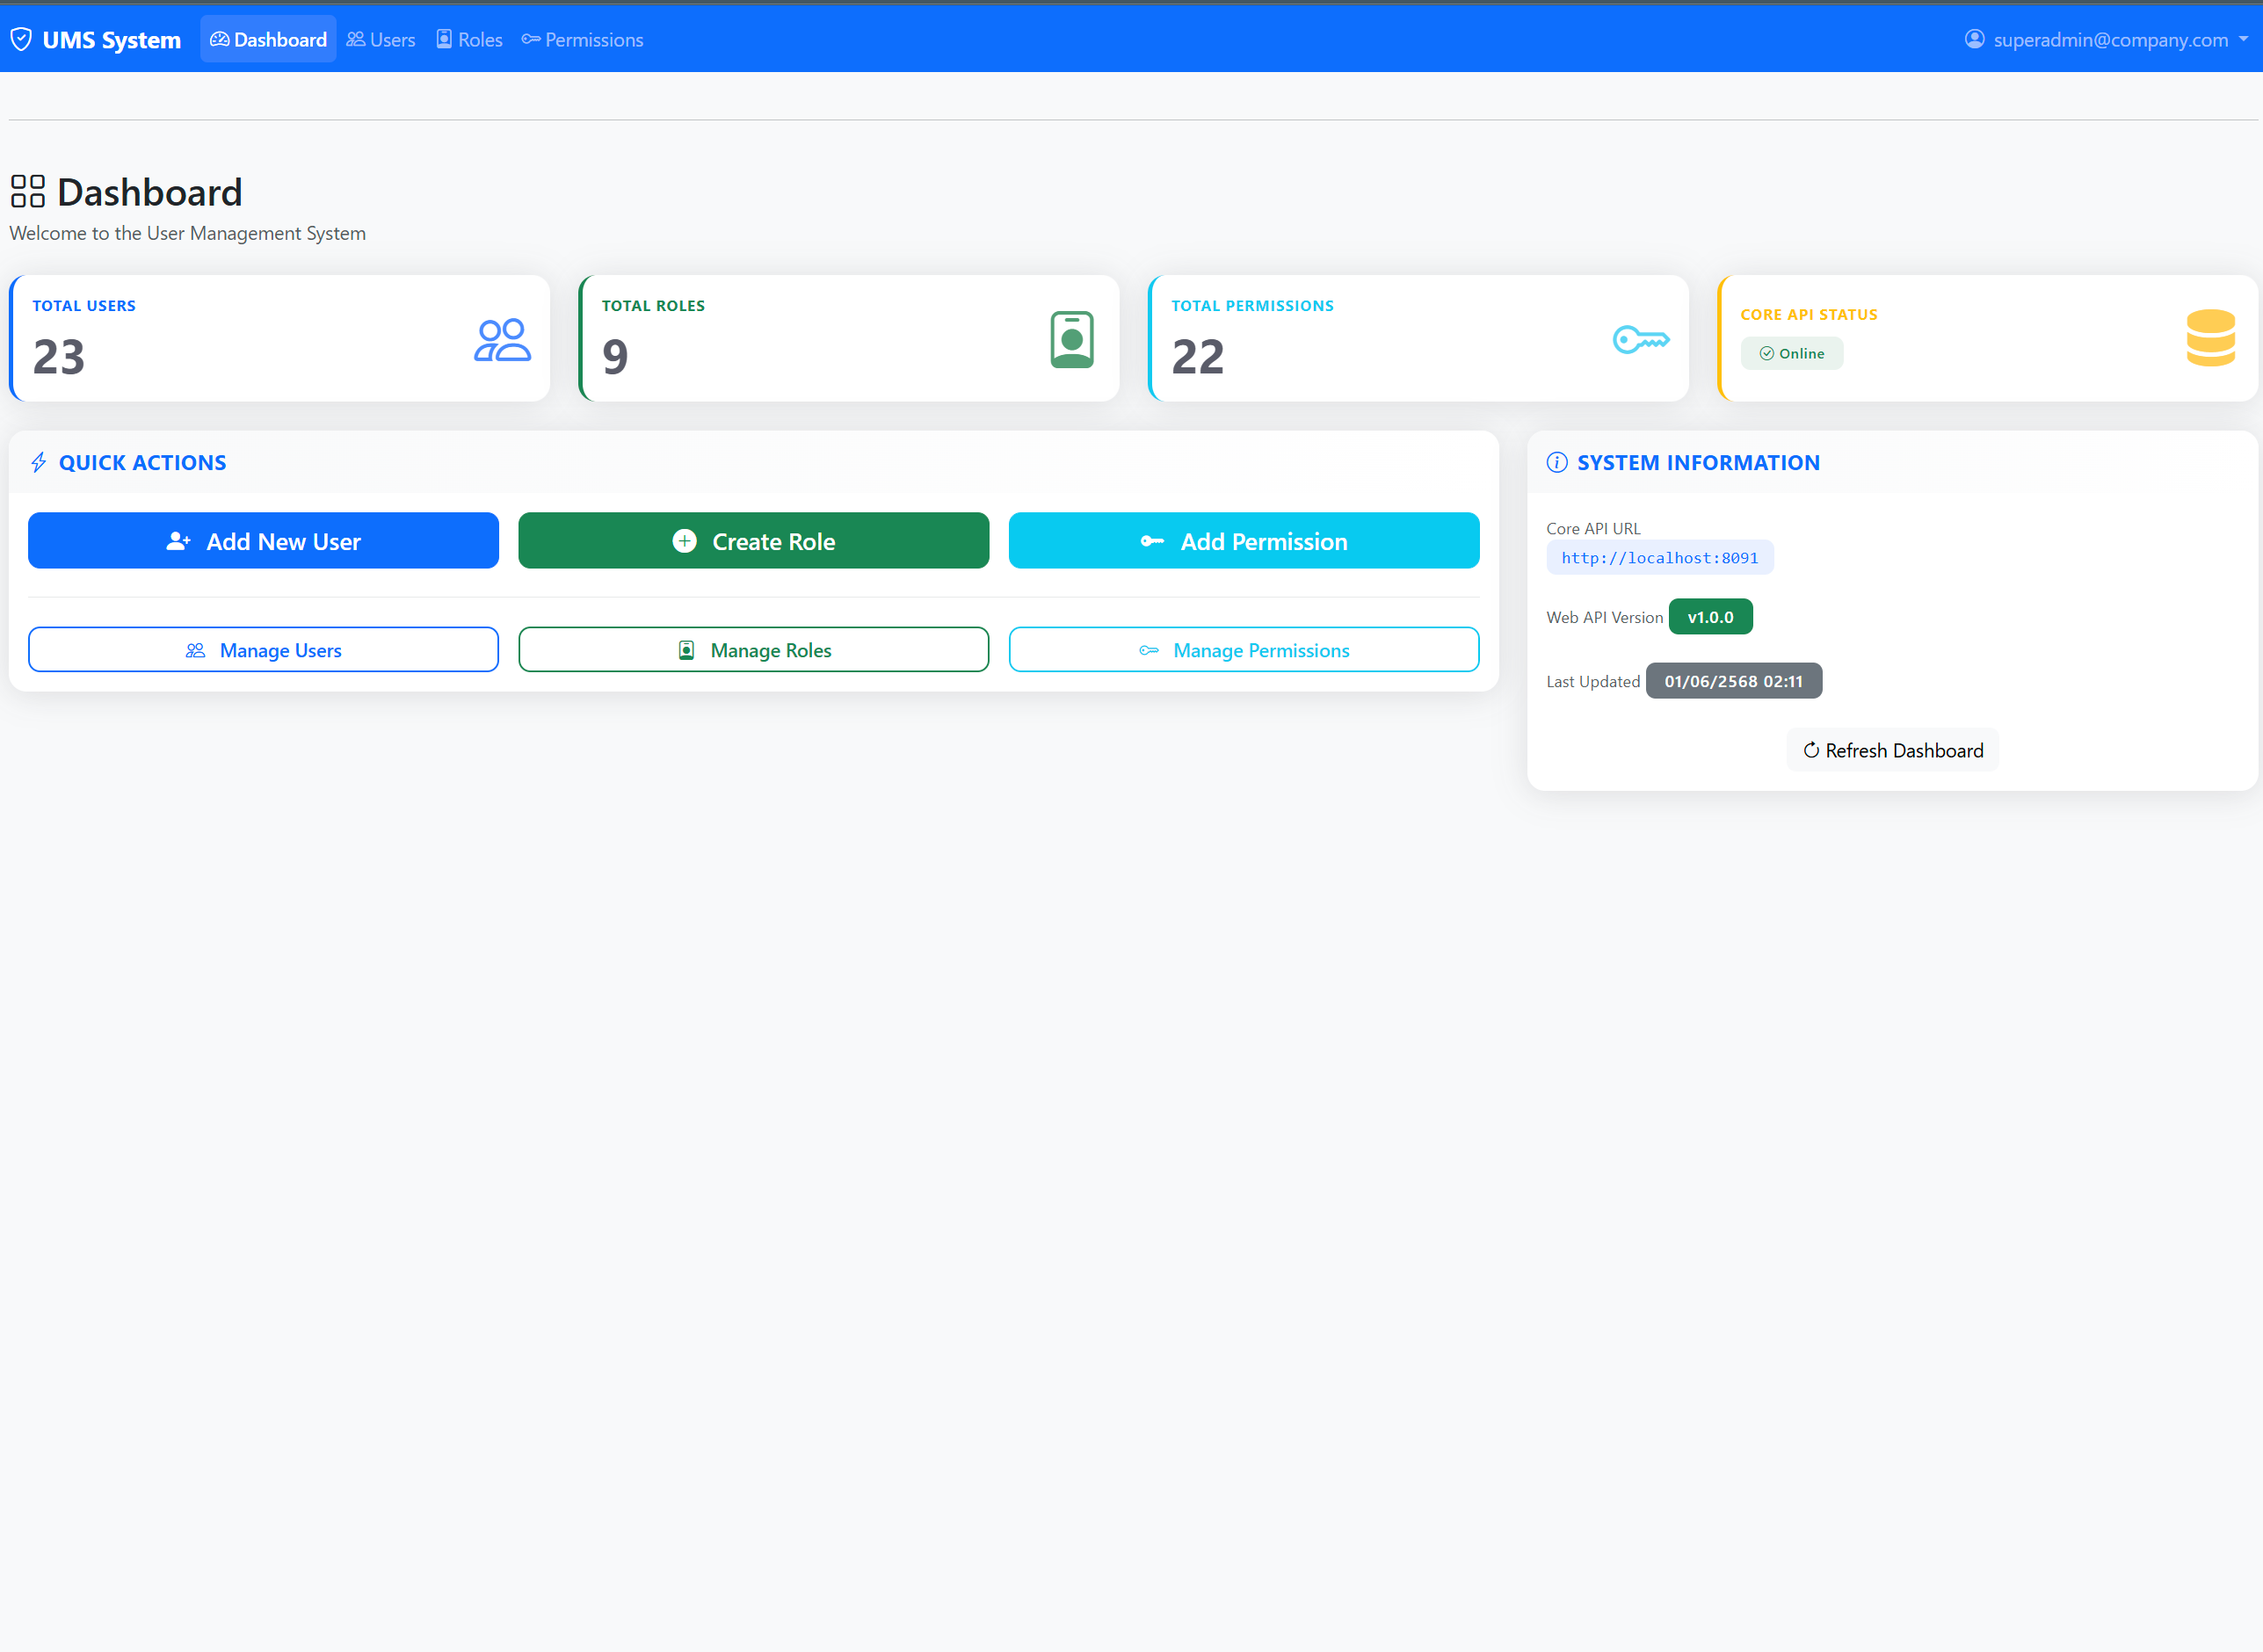 UMS System Dashboard Users Roles Permissions superadmin@company.com
Dashboard
Welcome to the User Management System
TOTAL USERS
23
TOTAL ROLES
9
TOTAL PERMISSIONS
22
CORE API STATUS
Online
QUICK ACTIONS
Add New User
Create Role
Add Permission
Manage Users
Manage Roles
Manage Permissions
SYSTEM INFORMATION
Core API URL
http://localhost:8091
Web API Version v1.0.0
Last Updated 01/06/2568 02:11
Refresh Dashboard